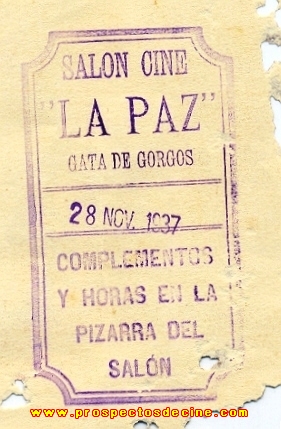 SALON CINE
"LA PAZ"
GATA DE GORGOS
28 NOV. 1937
COMPLEMENTOS
Y HORAS EN LA
PIZARRA DEL
SALÓN
www.prospectosdecine.com